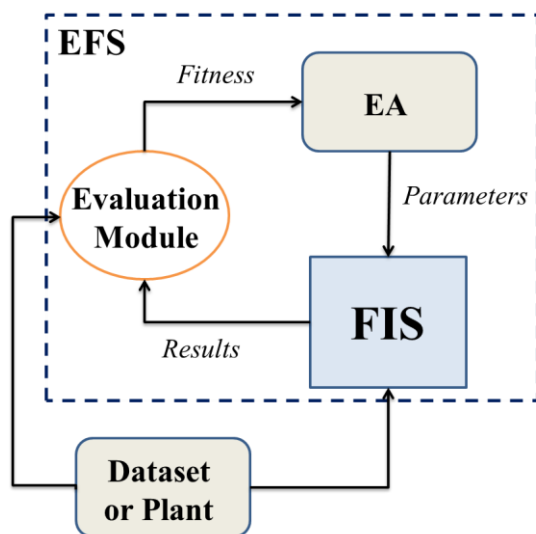 EFS
Fitness
EA
Evaluation
Module
Parameters
FIS
Results
Dataset
or Plant